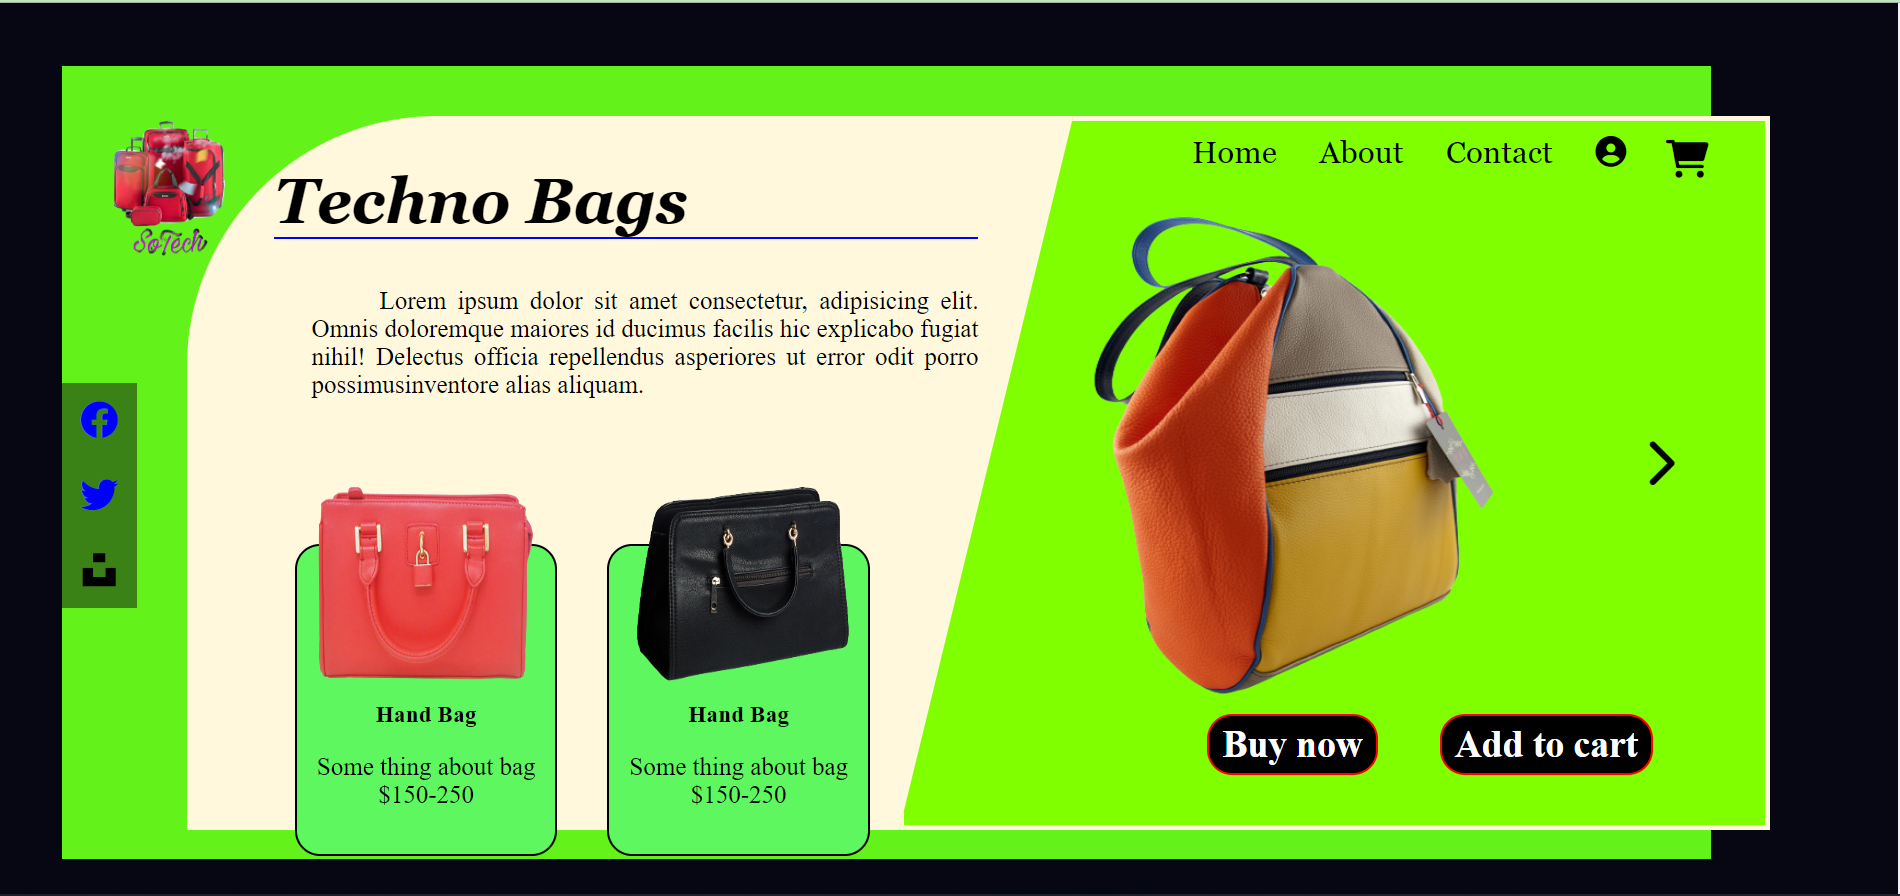 SoTech
Home About Contact
Techno Bags
Lorem ipsum dolor sit amet consectetur, adipisicing elit.
Omnis doloremque maiores id ducimus facilis hic explicabo fugiat
nihil! Delectus officia repellendus asperiores ut error odit porro
possimusinventore alias aliquam.
Hand Bag
Some thing about bag
$150-250
Hand Bag
Some thing about bag
$150-250
Buy now
Add to cart